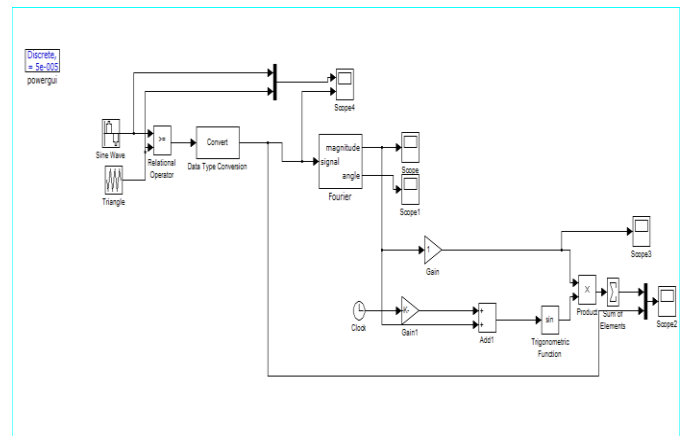 Discrete,
= 5e-005
powergui
Scope4
Sine Wave
>=
Relational
Operator
Convert
Data Type Conversion
Triangle
magnitude
signal
angle
Fourier
Scope
Scope1
1
Gain
Scope3
Clock
-K-
Gain1
+
+
Add1
sin
Trigonometric
Function
X
Product
Σ
Sum of
Elements
Scope2